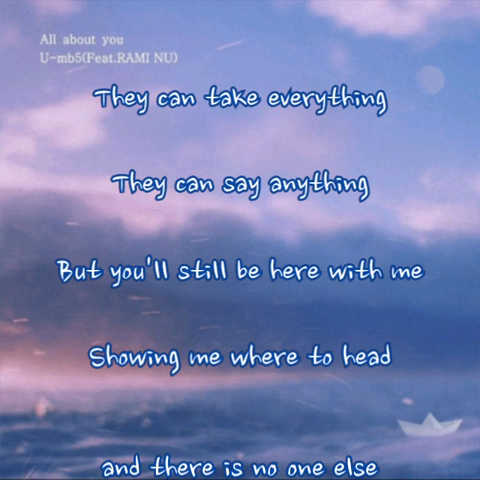 All about you
U-mb5(Feat.RAMI NU)
They can take everything
They can say anything
But you'll still be here with me
Showing me where to head
and there is no one else